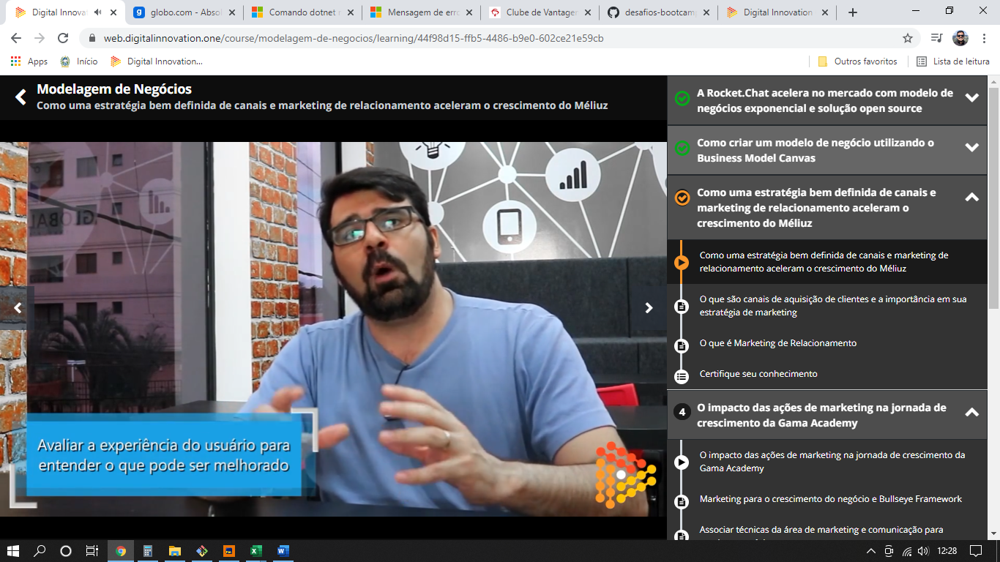 Digital Innovat
globo.com - Absol
Comando dotnet r
Mensagem de erro
Clube de Vantagen
desafios-bootcamp
Digital Innovation
web.digitalinnovation.one/course/modelagem-de-negocios/learning/44f98d15-ffb5-4486-b9e0-602ce21e59cb
Apps
Início
Digital Innovation...
Outros favoritos
Lista de leitura
Modelagem de Negócios
Como uma estratégia bem definida de canais e marketing de relacionamento aceleram o crescimento do Méliuz
Avaliar a experiência do usuário para
entender o que pode ser melhorado
A Rocket.Chat acelera no mercado com modelo de
negócios exponencial e solução open source
Como criar um modelo de negócio utilizando o
Business Model Canvas
Como uma estratégia bem definida de canais e
marketing de relacionamento aceleram o
crescimento do Méliuz
Como uma estratégia bem definida de canais e marketing de
relacionamento aceleram o crescimento do Méliuz
O que são canais de aquisição de clientes e a importância em sua
estratégia de marketing
O que é Marketing de Relacionamento
Certifique seu conhecimento
4
O impacto das ações de marketing na jornada de
crescimento da Gama Academy
O impacto das ações de marketing na jornada de crescimento da
Gama Academy
Marketing para o crescimento do negócio e Bullseye Framework
Associar técnicas da área de marketing e comunicação para
12:28